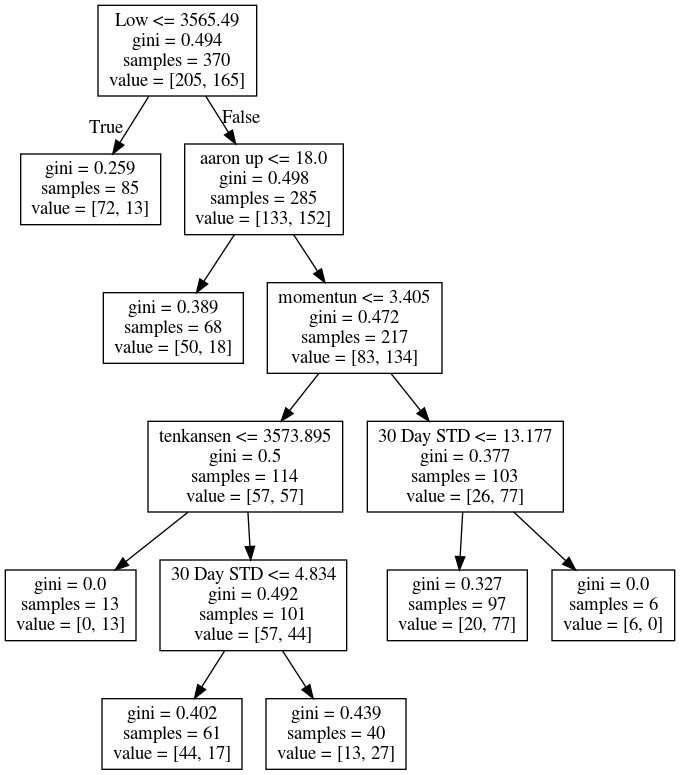 Low <= 3565.49
gini = 0.494
samples = 370
value = [205, 165]
True
False
gini = 0.259
samples = 85
value = [72, 13]
aaron up <= 18.0
gini = 0.498
samples = 285
value = [133, 152]
gini = 0.389
samples = 68
value = [50, 18]
momentun <= 3.405
gini = 0.472
samples = 217
value = [83, 134]
tenkansen <= 3573.895
gini = 0.5
samples = 114
value = [57, 57]
30 Day STD <= 13.177
gini = 0.377
samples = 103
value = [26, 77]
gini = 0.0
samples = 13
value = [0, 13]
30 Day STD <= 4.834
gini = 0.492
samples = 101
value = [57, 44]
gini = 0.327
samples = 97
value = [20, 77]
gini = 0.0
samples = 6
value = [6, 0]
gini = 0.402
samples = 61
value = [44, 17]
gini = 0.439
samples = 40
value = [13, 27]